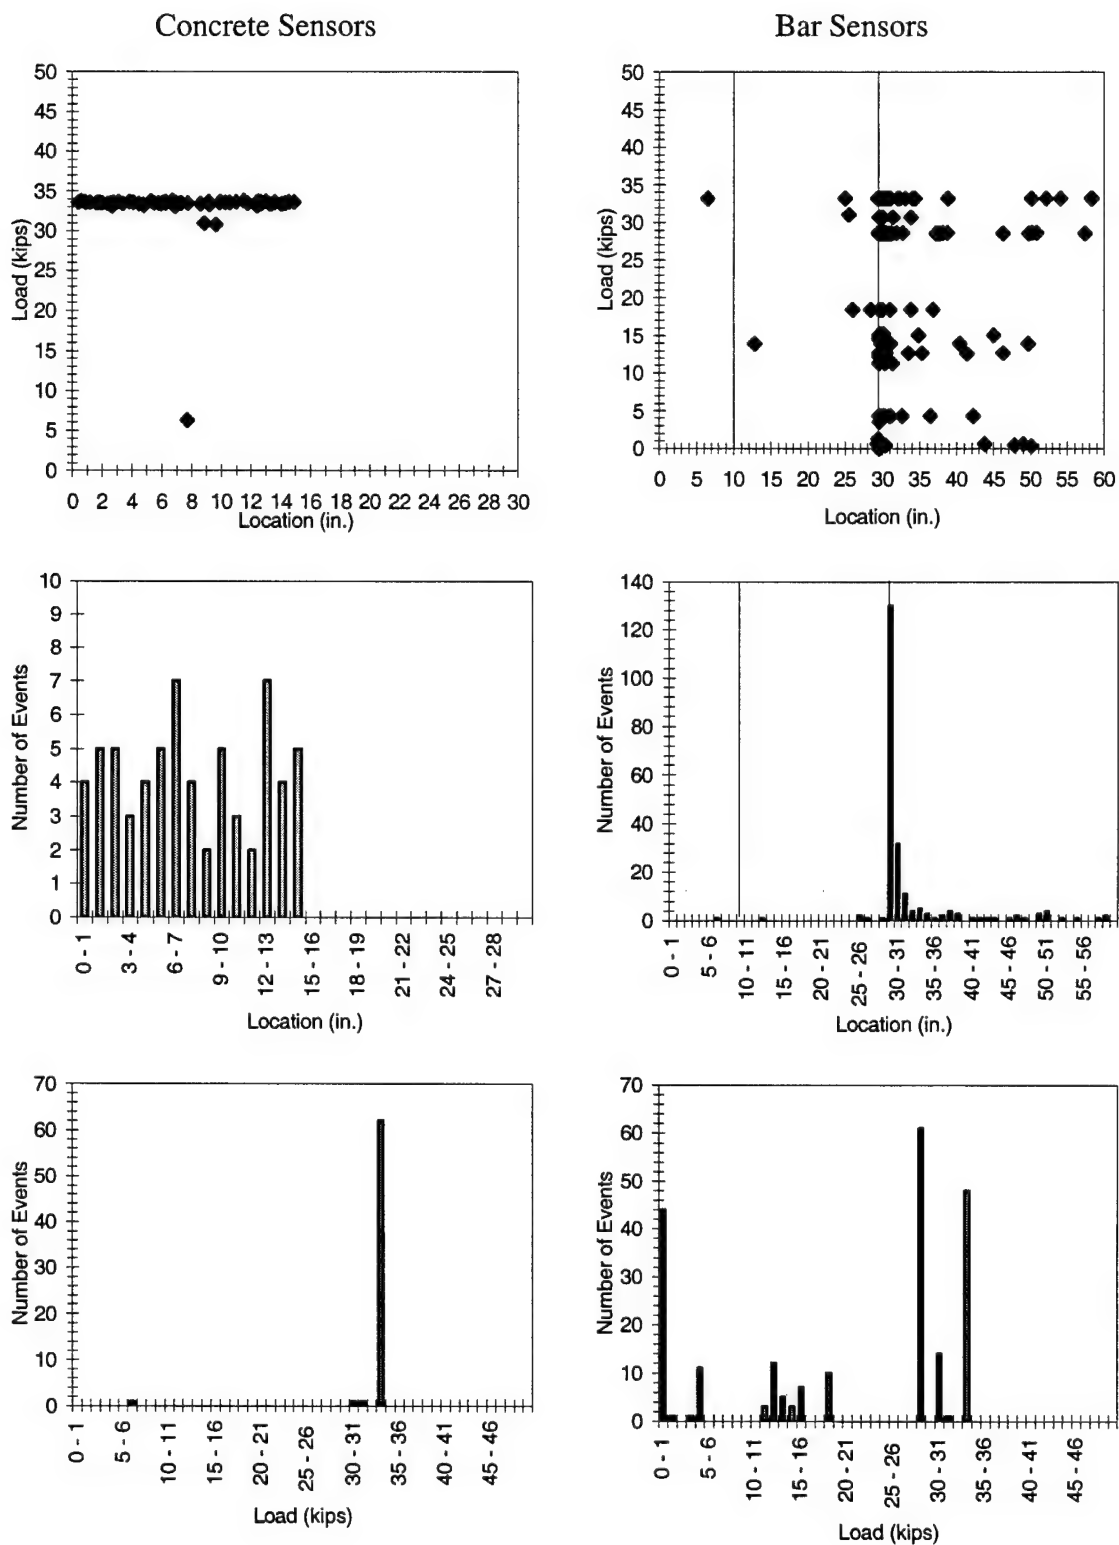 Concrete Sensors
Bar Sensors
50
45
40
35
30
25
20
15
10
5
0
Load (kips)
0 2 4 6 8 10 12 14 16 18 20 22 24 26 28 30
Location (in.)
50
45
40
35
30
25
20
15
10
5
0
Load (kips)
0 5 10 15 20 25 30 35 40 45 50 55 60
Location (in.)
10
9
8
7
6
5
4
3
2
1
0
Number of Events
0 - 1 3 - 4 6 - 7 9 - 10 12 - 13 15 - 16 18 - 19 21 - 22 24 - 25 27 - 28
Location (in.)
140
120
100
80
60
40
20
0
Number of Events
0 - 1 5 - 6 10 - 11 15 - 16 20 - 21 25 - 26 30 - 31 35 - 36 40 - 41 45 - 46 50 - 51 55 - 56
Location (in.)
70
60
50
40
30
20
10
0
Number of Events
0 - 1 5 - 6 10 - 11 15 - 16 20 - 21 25 - 26 30 - 31 35 - 36 40 - 41 45 - 46
Load (kips)
70
60
50
40
30
20
10
0
Number of Events
0 - 1 5 - 6 10 - 11 15 - 16 20 - 21 25 - 26 30 - 31 35 - 36 40 - 41 45 - 46
Load (kips)